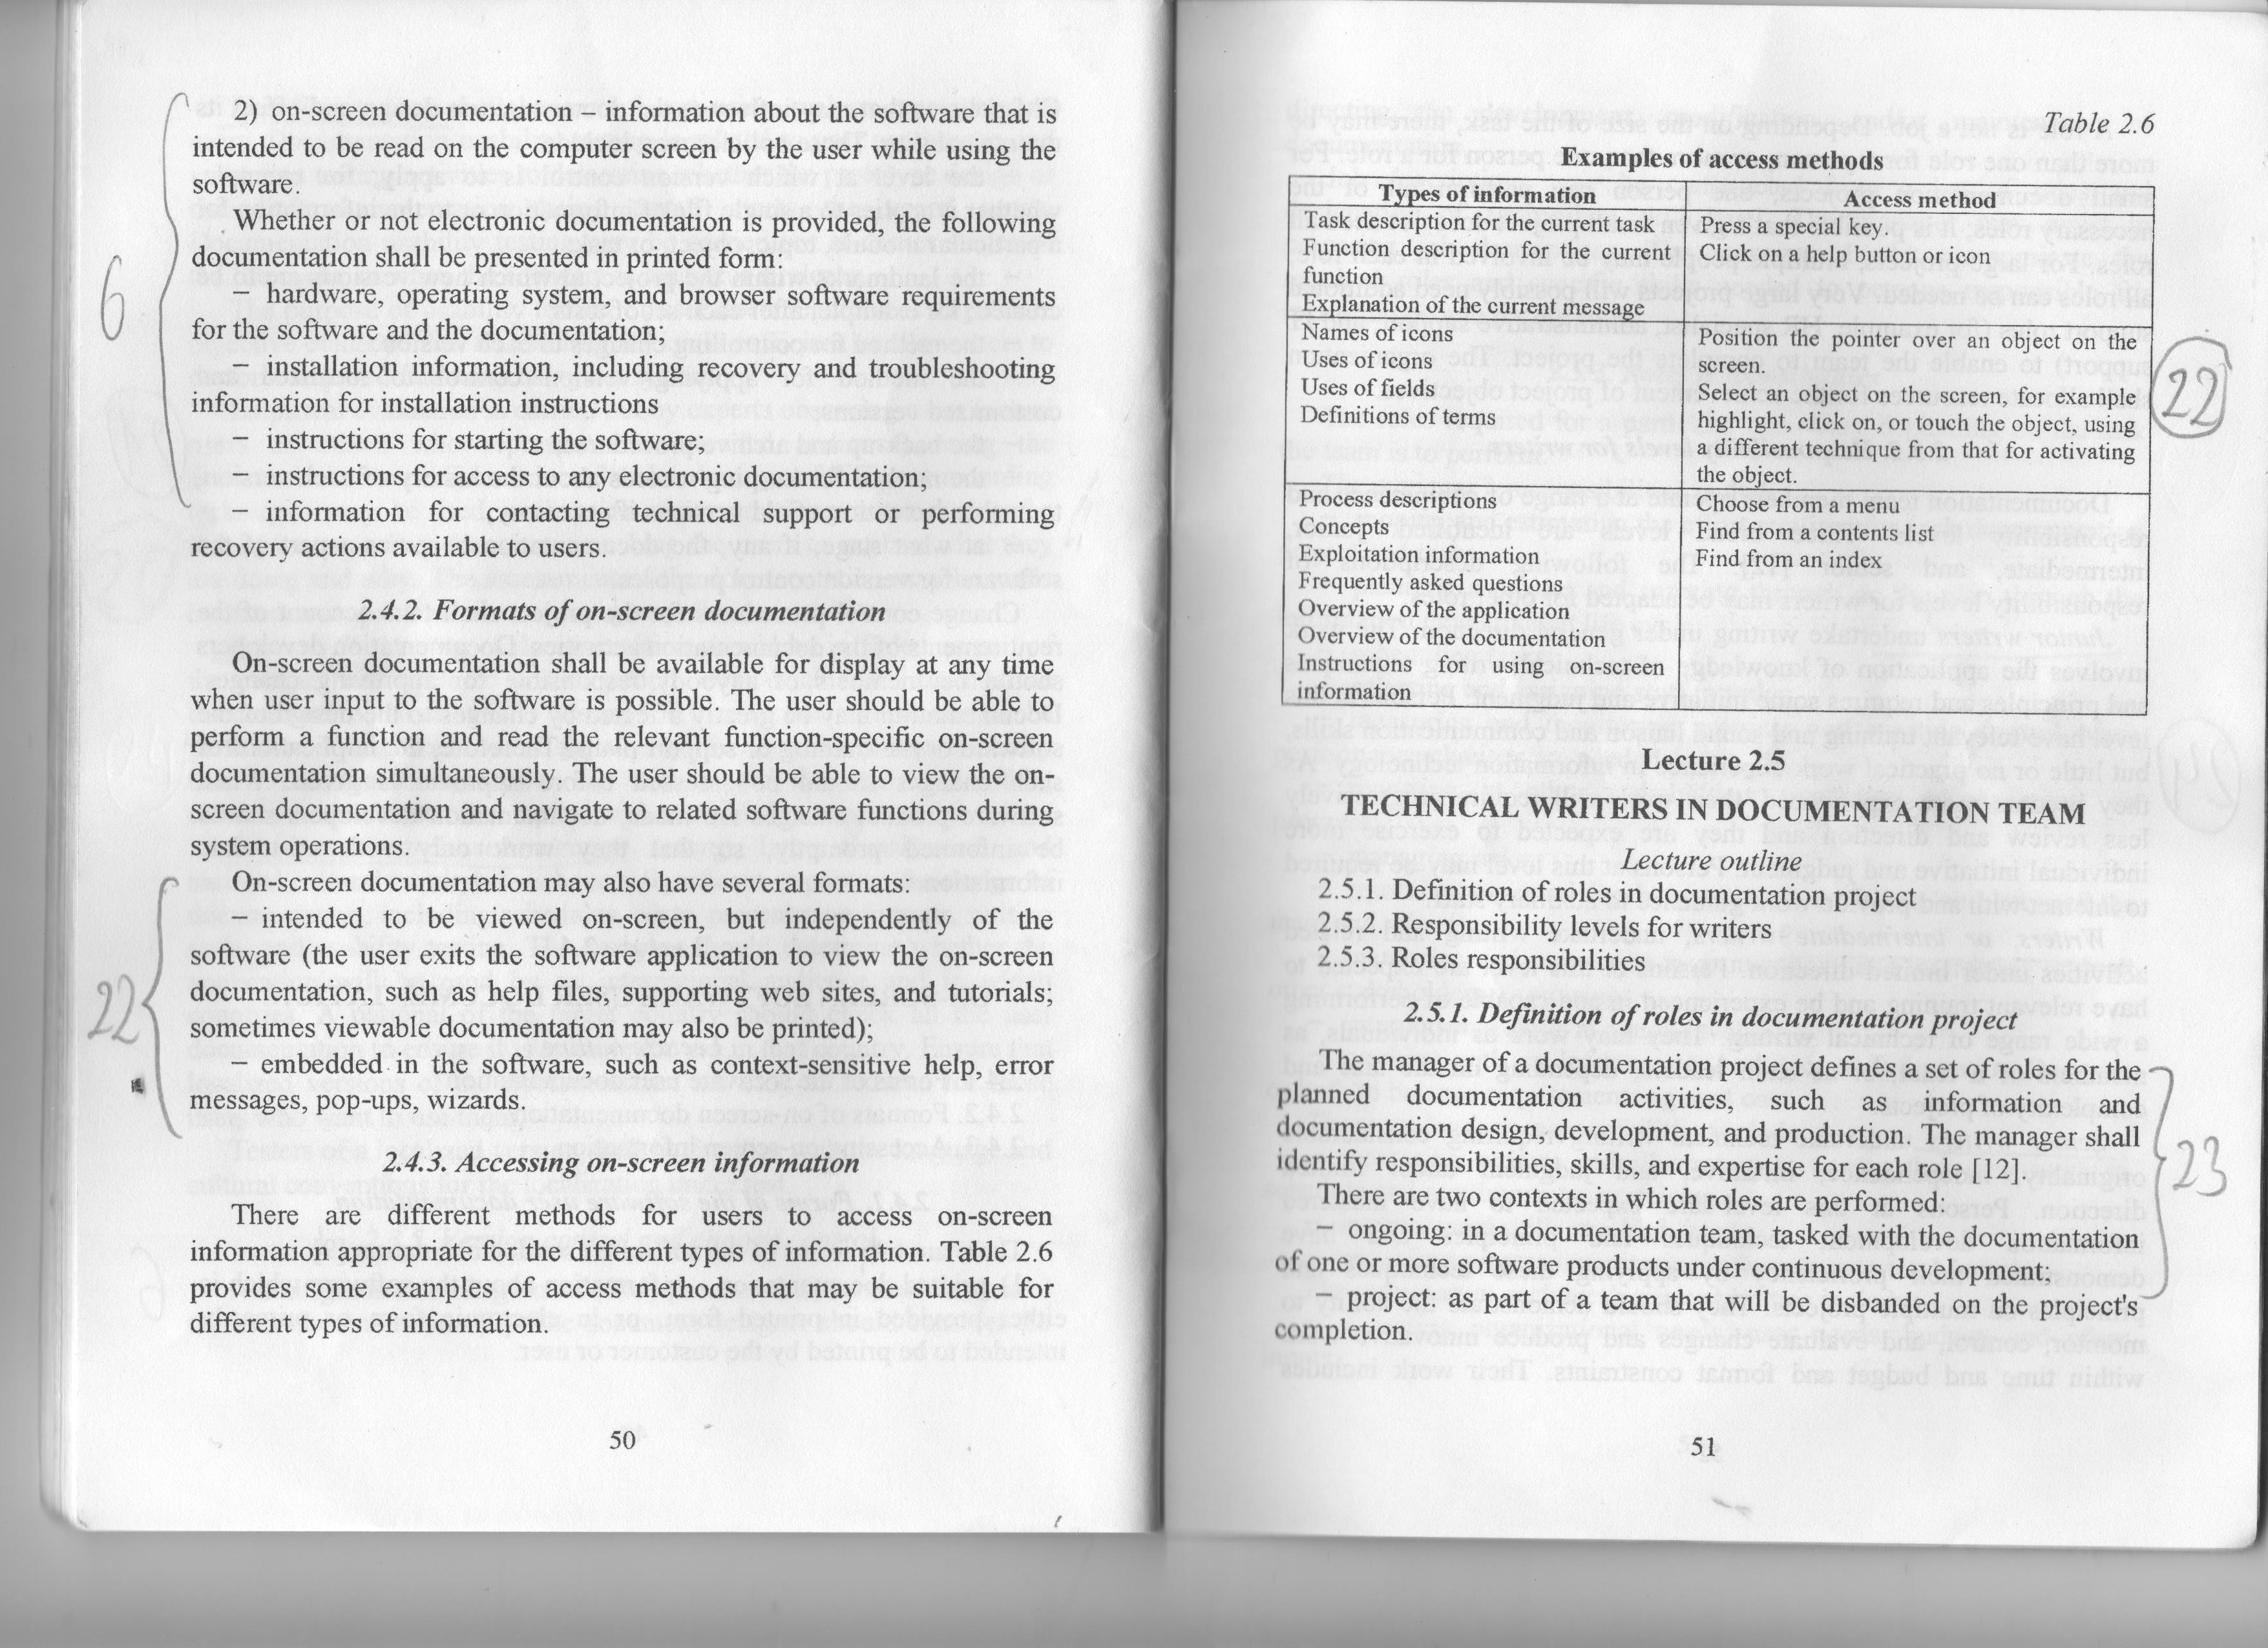 2) on-screen documentation – information about the software that is
intended to be read on the computer screen by the user while using the
software.
Whether or not electronic documentation is provided, the following
documentation shall be presented in printed form:
– hardware, operating system, and browser software requirements
for the software and the documentation;
– installation information, including recovery and troubleshooting
information for installation instructions
– instructions for starting the software;
– instructions for access to any electronic documentation;
– information for contacting technical support or performing
recovery actions available to users.
6
2.4.2. Formats of on-screen documentation
On-screen documentation shall be available for display at any time
when user input to the software is possible. The user should be able to
perform a function and read the relevant function-specific on-screen
documentation simultaneously. The user should be able to view the on-
screen documentation and navigate to related software functions during
system operations.
On-screen documentation may also have several formats:
– intended to be viewed on-screen, but independently of the
software (the user exits the software application to view the on-screen
documentation, such as help files, supporting web sites, and tutorials;
sometimes viewable documentation may also be printed);
– embedded in the software, such as context-sensitive help, error
messages, pop-ups, wizards.
22
2.4.3. Accessing on-screen information
There are different methods for users to access on-screen
information appropriate for the different types of information. Table 2.6
provides some examples of access methods that may be suitable for
different types of information.
50
Table 2.6
Examples of access methods
Types of information
Access method
Task description for the current task
Function description for the current
function
Explanation of the current message
Press a special key.
Click on a help button or icon
Names of icons
Uses of icons
Uses of fields
Definitions of terms
Position the pointer over an object on the
screen.
Select an object on the screen, for example
highlight, click on, or touch the object, using
a different technique from that for activating
the object.
22
Process descriptions
Concepts
Exploitation information
Frequently asked questions
Overview of the application
Overview of the documentation
Instructions for using on-screen
information
Choose from a menu
Find from a contents list
Find from an index
Lecture 2.5
TECHNICAL WRITERS IN DOCUMENTATION TEAM
Lecture outline
2.5.1. Definition of roles in documentation project
2.5.2. Responsibility levels for writers
2.5.3. Roles responsibilities
2.5.1. Definition of roles in documentation project
The manager of a documentation project defines a set of roles for the
planned documentation activities, such as information and
documentation design, development, and production. The manager shall
identify responsibilities, skills, and expertise for each role [12].
There are two contexts in which roles are performed:
– ongoing: in a documentation team, tasked with the documentation
of one or more software products under continuous development;
– project: as part of a team that will be disbanded on the project's
completion.
23
51